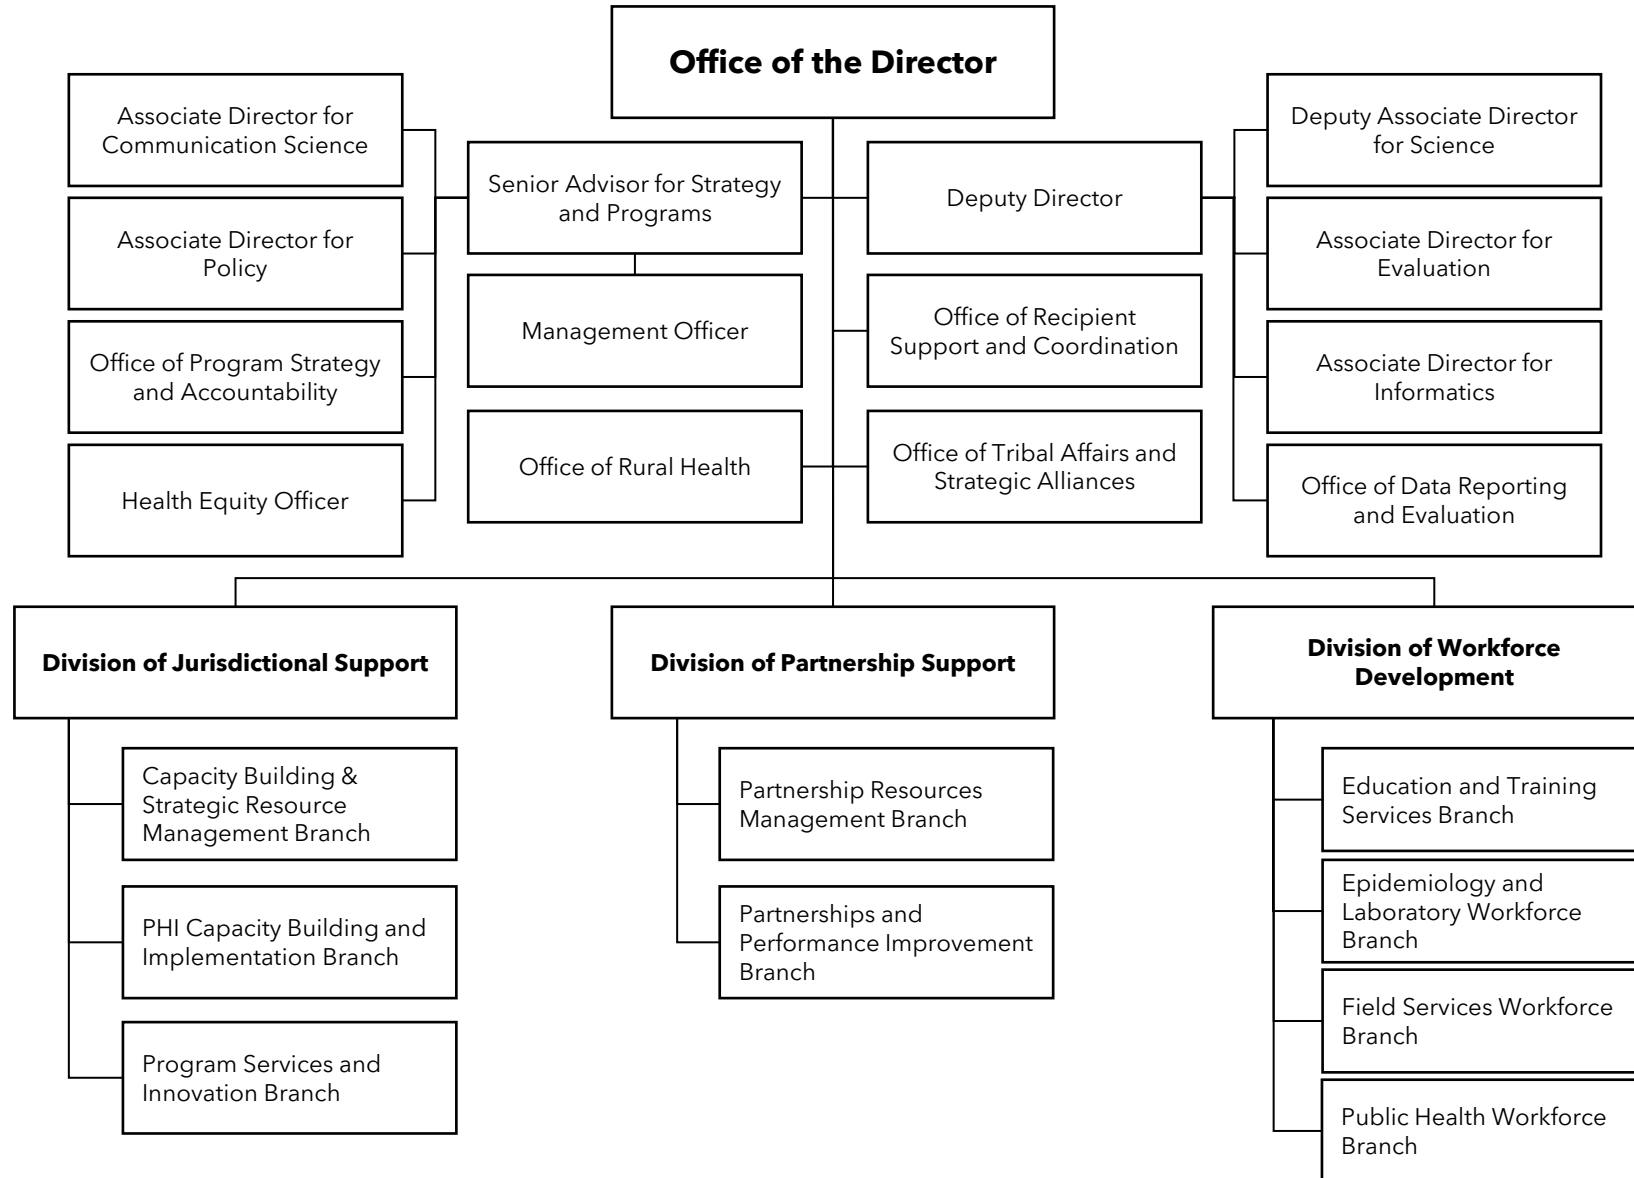 Office of the Director
Associate Director for
Communication Science
Associate Director for
Policy
Office of Program Strategy
and Accountability
Health Equity Officer
Senior Advisor for Strategy
and Programs
Management Officer
Office of Rural Health
Deputy Director
Office of Recipient
Support and Coordination
Office of Tribal Affairs and
Strategic Alliances
Deputy Associate Director
for Science
Associate Director for
Evaluation
Associate Director for
Informatics
Office of Data Reporting
and Evaluation
Division of Jurisdictional Support
Capacity Building &
Strategic Resource
Management Branch
PHI Capacity Building and
Implementation Branch
Program Services and
Innovation Branch
Division of Partnership Support
Partnership Resources
Management Branch
Partnerships and
Performance Improvement
Branch
Division of Workforce
Development
Education and Training
Services Branch
Epidemiology and
Laboratory Workforce
Branch
Field Services Workforce
Branch
Public Health Workforce
Branch